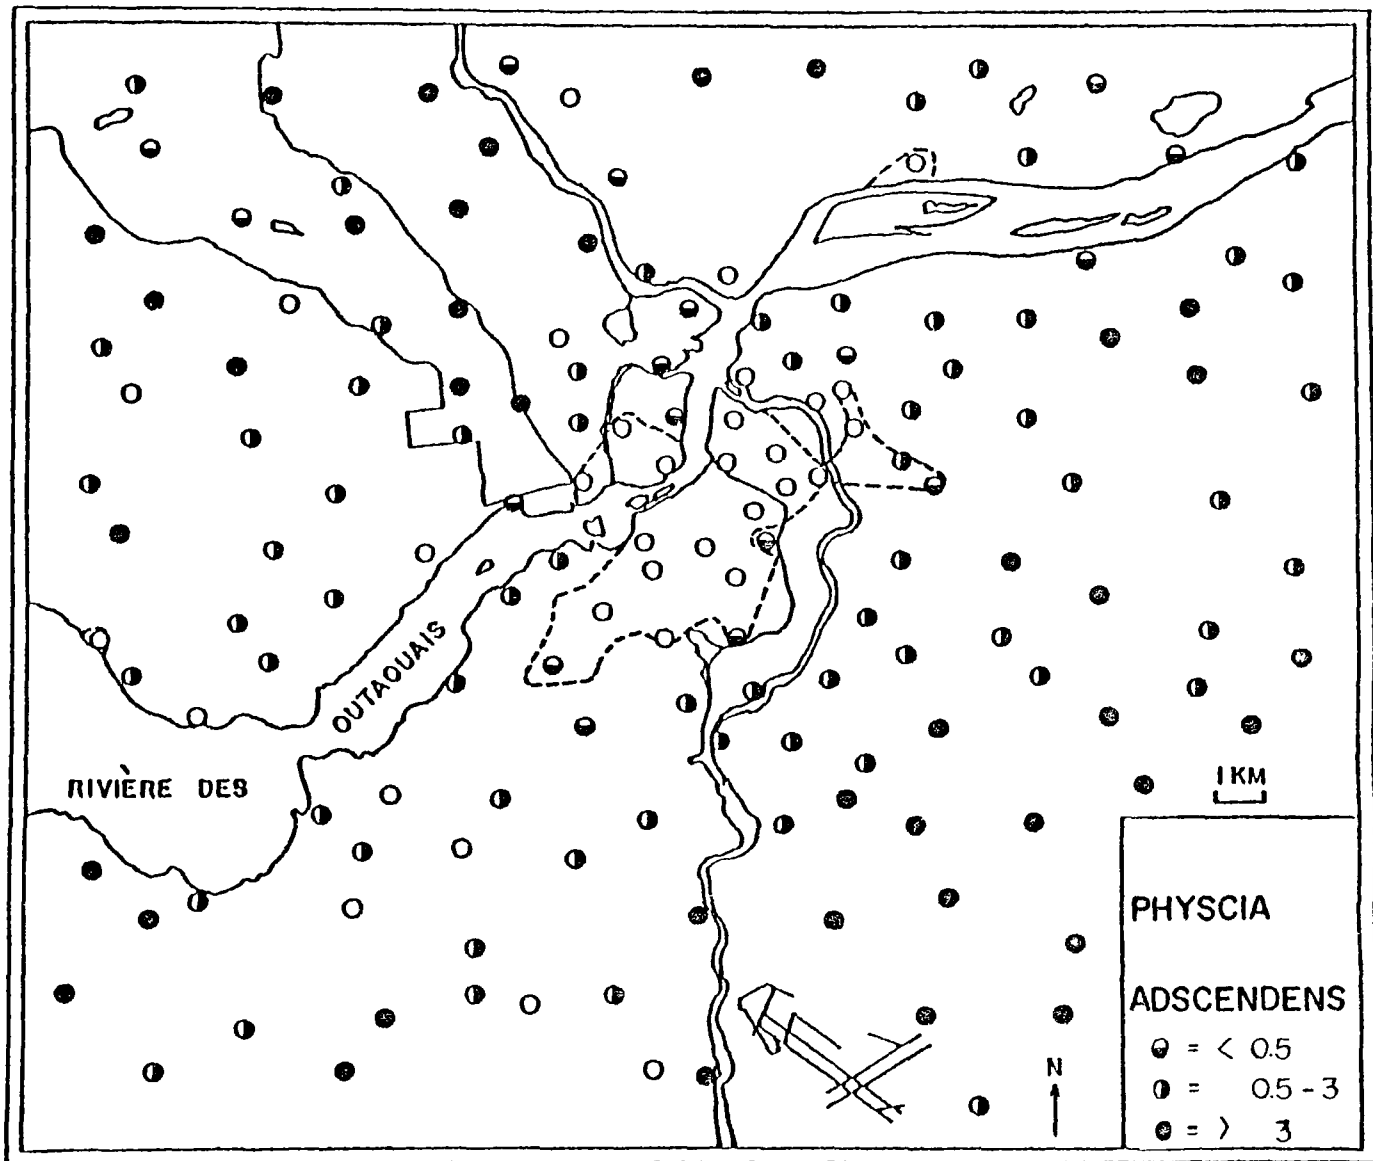 OUTAOUAIS
RIVIÈRE DES
1 KM
PHYSCIA
ADSCENDENS
= < 0.5
= 0.5 - 3
= > 3
N